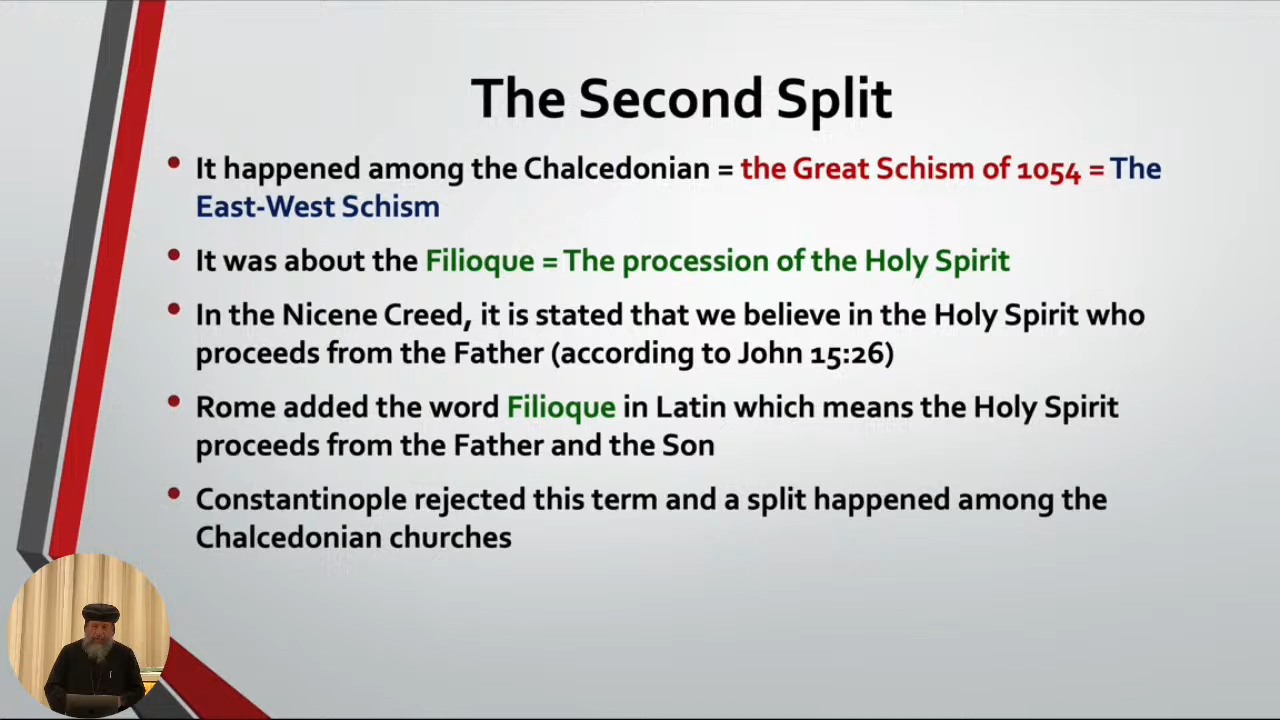 The Second Split
• It happened among the Chalcedonian = the Great Schism of 1054 = The
East-West Schism
• It was about the Filioque = The procession of the Holy Spirit
• In the Nicene Creed, it is stated that we believe in the Holy Spirit who
proceeds from the Father (according to John 15:26)
• Rome added the word Filioque in Latin which means the Holy Spirit
proceeds from the Father and the Son
• Constantinople rejected this term and a split happened among the
Chalcedonian churches